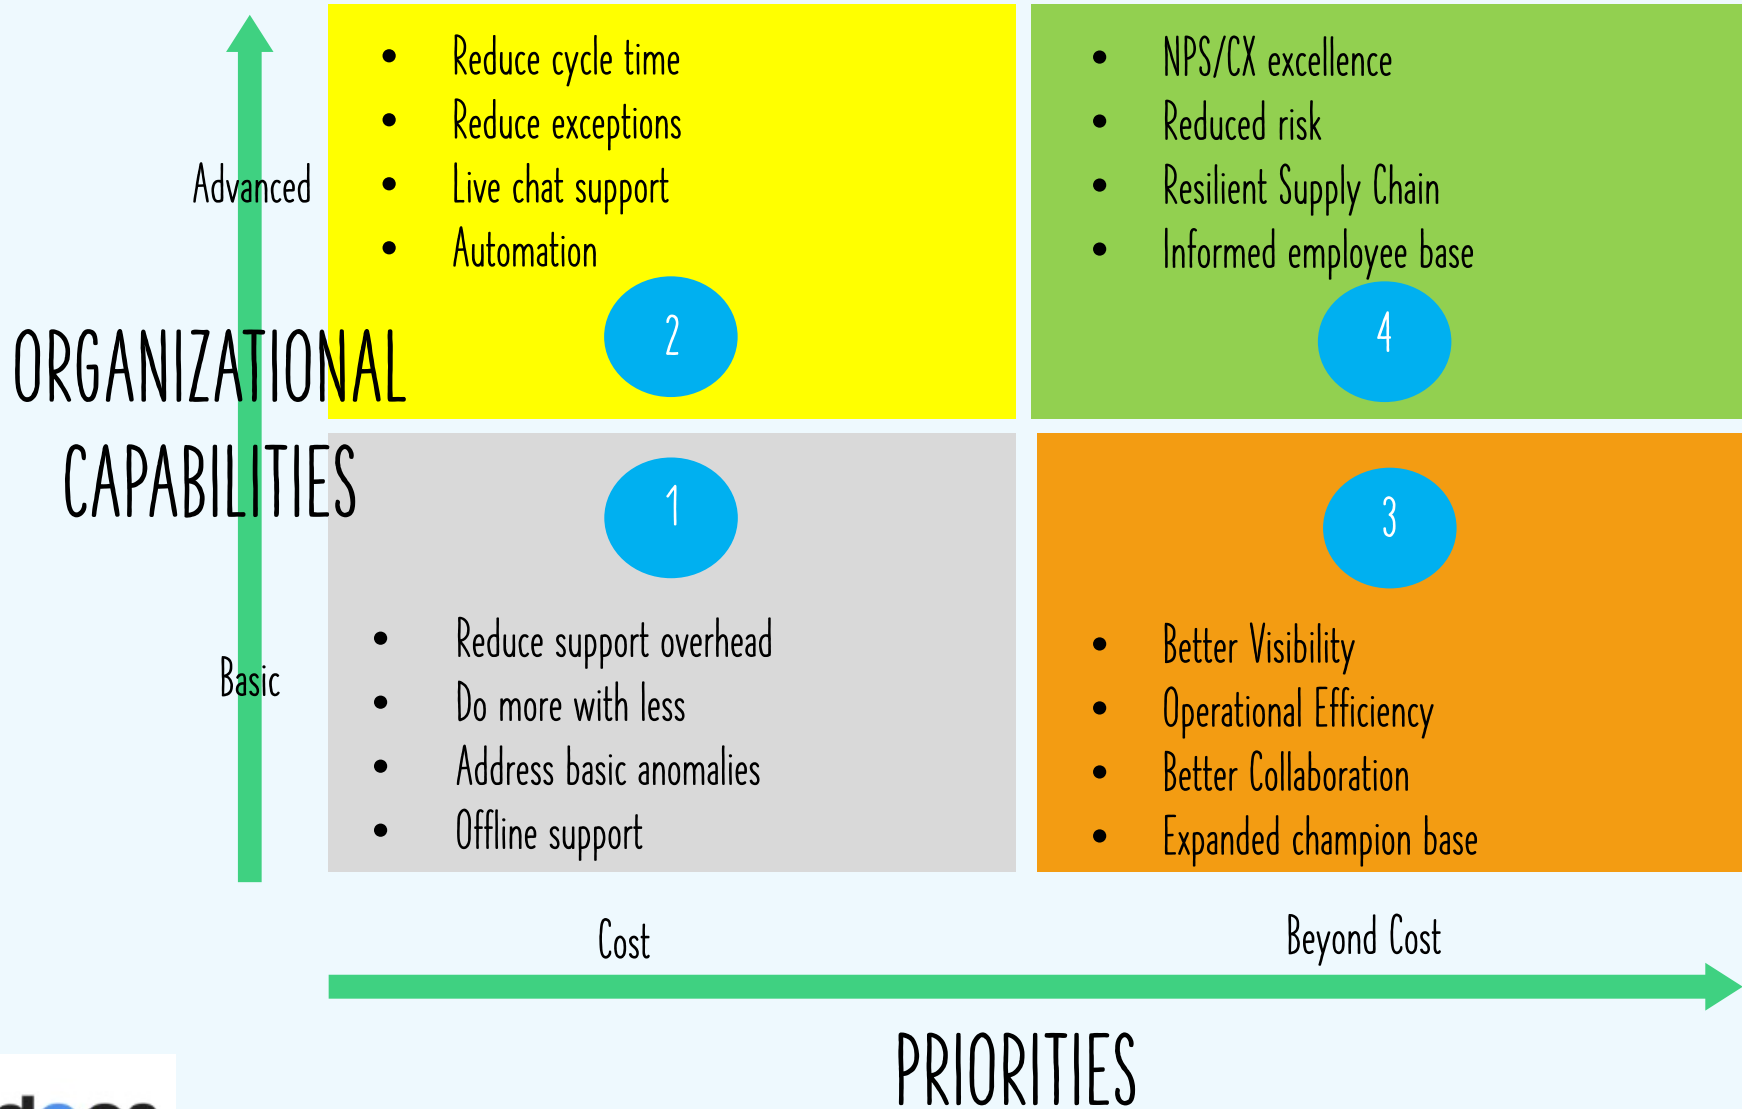 • Reduce cycle time
• Reduce exceptions
• Live chat support
• Automation
2
• NPS/CX excellence
• Reduced risk
• Resilient Supply Chain
• Informed employee base
4
Advanced
ORGANIZATIONAL
CAPABILITIES
Basic
1
• Reduce support overhead
• Do more with less
• Address basic anomalies
• Offline support
3
• Better Visibility
• Operational Efficiency
• Better Collaboration
• Expanded champion base
Cost
Beyond Cost
PRIORITIES